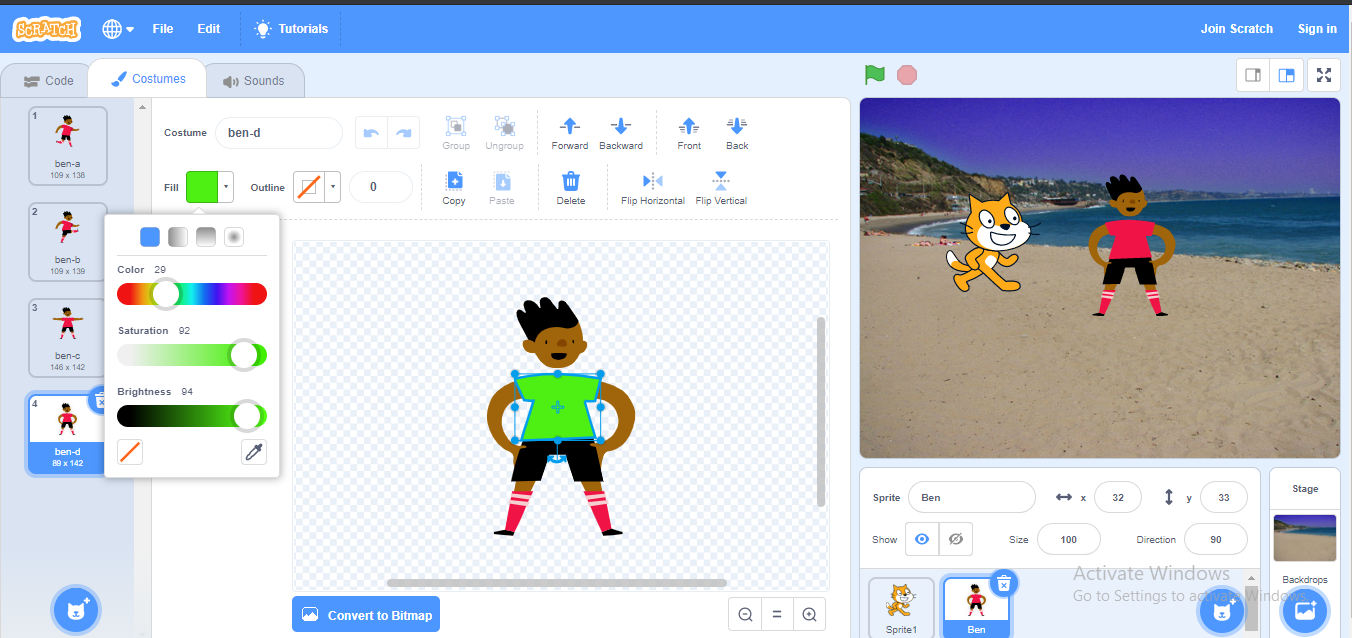 SCRATCH
File
Edit
Tutorials
Join Scratch
Sign in
Code
Costumes
Sounds
1
ben-a
109 x 138
2
ben-b
109 x 139
3
ben-c
146 x 142
4
ben-d
89 x 142
Costume
ben-d
Group
Ungroup
Forward
Backward
Front
Back
Fill
Outline
0
Copy
Paste
Delete
Flip Horizontal
Flip Vertical
Color 29
Saturation 92
Brightness 94
Convert to Bitmap
Sprite
Ben
x
32
y
33
Show
Size
100
Direction
90
Stage
Backdrops
Sprite1
Ben
Activate Windows
Go to Settings to activate Windows.